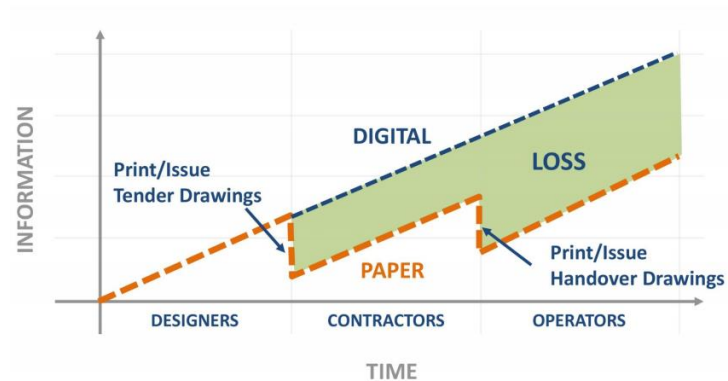 DIGITAL
LOSS
Print/Issue
Tender Drawings
PAPER
Print/Issue
Handover Drawings
INFORMATION
DESIGNERS
CONTRACTORS
OPERATORS
TIME